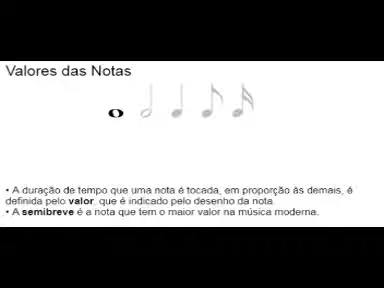 Valores das Notas
• A duração de tempo que uma nota é tocada, em proporção às demais, é
definida pelo valor, que é indicado pelo desenho da nota.
• A semibreve é a nota que tem o maior valor na música moderna.